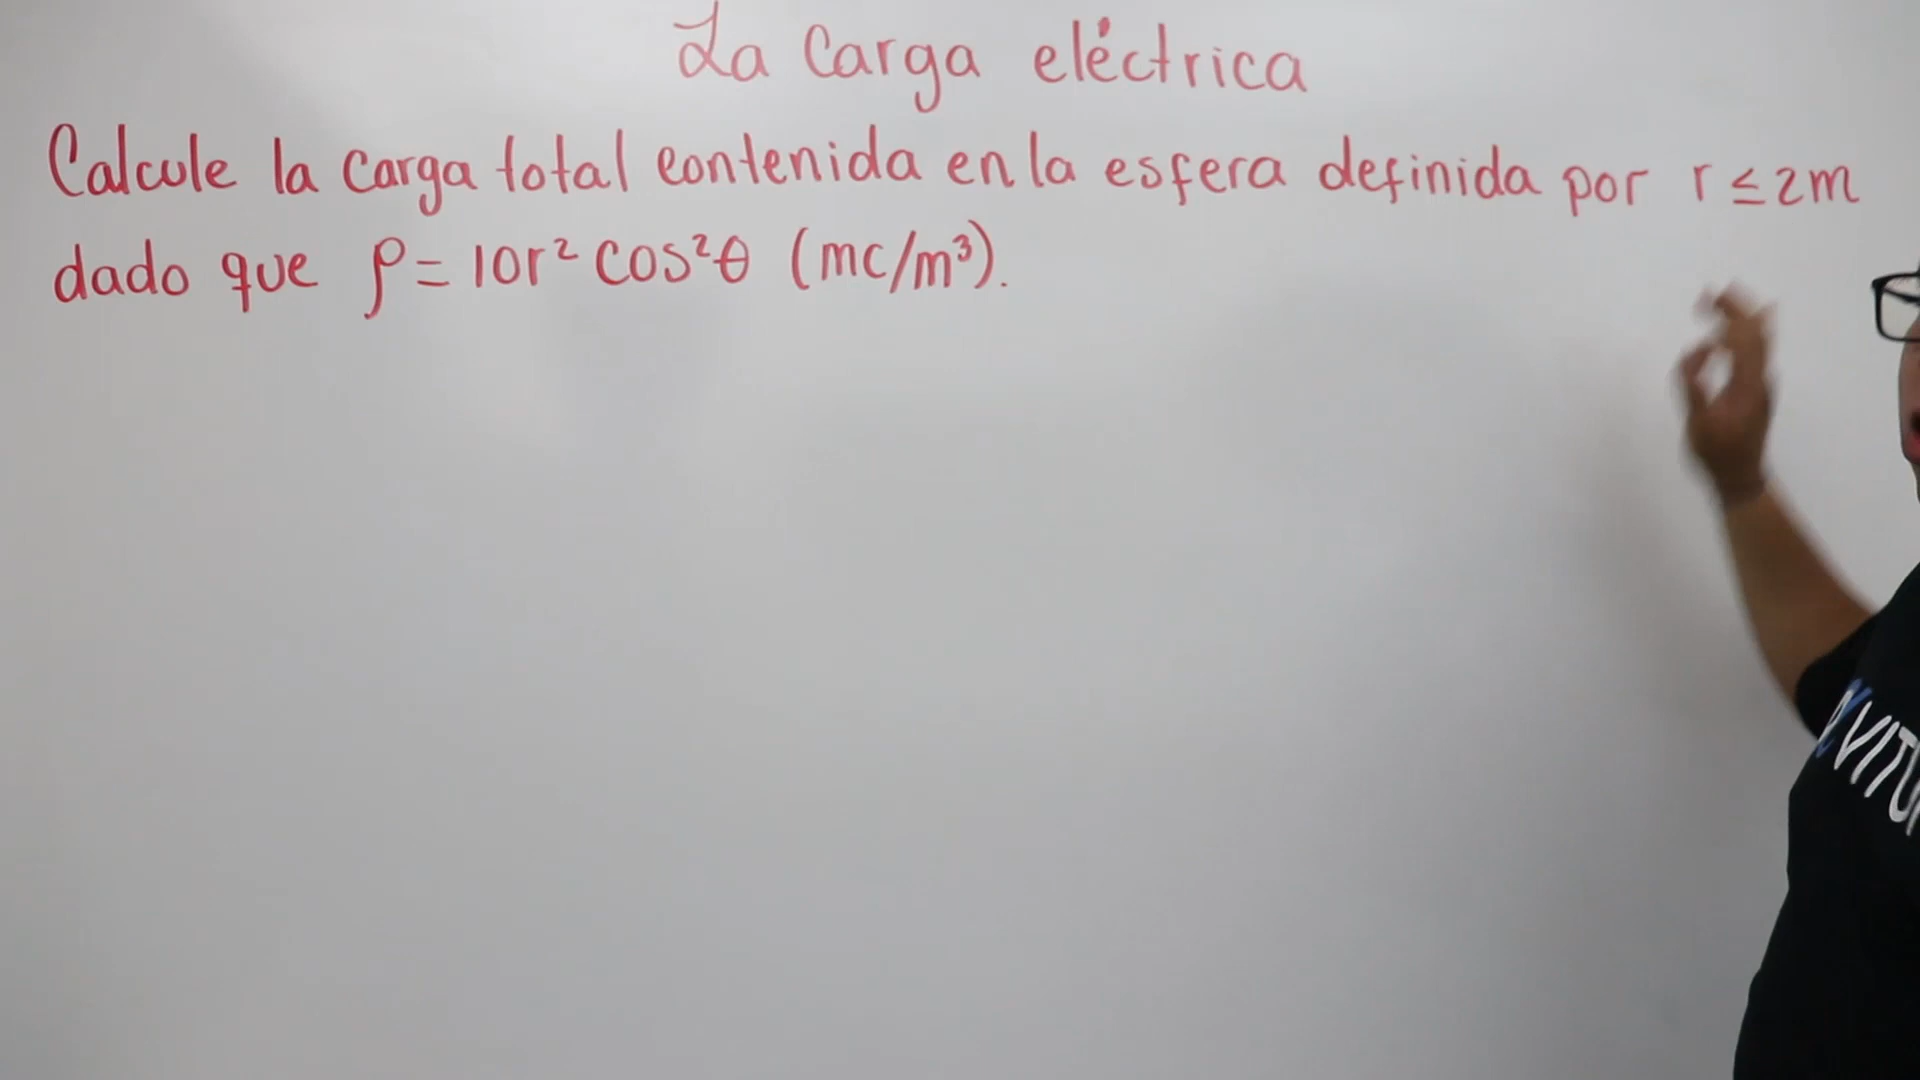 La Carga eléctrica
Calcule la carga total contenida en la esfera definida por r ≤ 2m
dado que ρ = 10r² cos²θ (mc/m³).